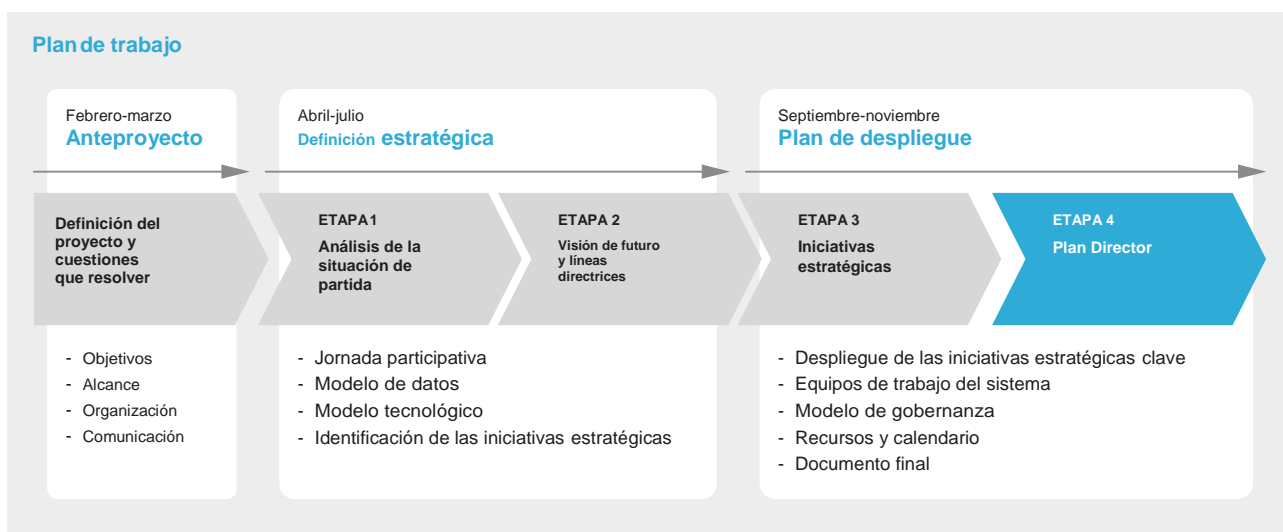 Plan de trabajo
Febrero-marzo
Anteproyecto
Definición del
proyecto y
cuestiones
que resolver
- Objetivos
- Alcance
- Organización
- Comunicación
Abril-julio
Definición estratégica
ETAPA 1
Análisis de la
situación de
partida
ETAPA 2
Visión de futuro
y líneas
directrices
- Jornada participativa
- Modelo de datos
- Modelo tecnológico
- Identificación de las iniciativas estratégicas
Septiembre-noviembre
Plan de despliegue
ETAPA 3
Iniciativas
estratégicas
ETAPA 4
Plan Director
- Despliegue de las iniciativas estratégicas clave
- Equipos de trabajo del sistema
- Modelo de gobernanza
- Recursos y calendario
- Documento final